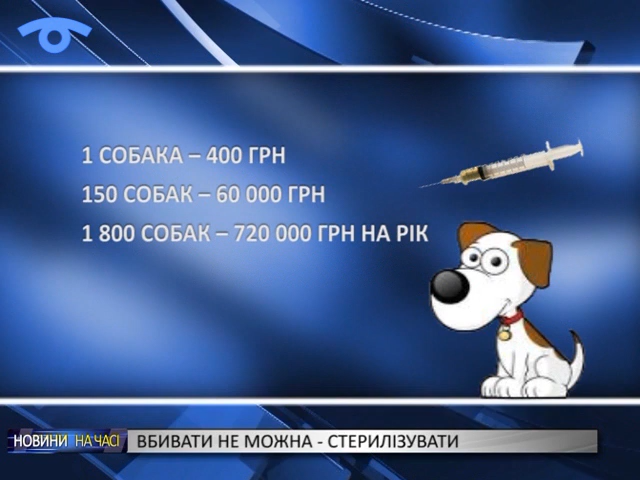 1 СОБАКА – 400 ГРН
150 СОБАК – 60 000 ГРН
1 800 СОБАК – 720 000 ГРН НА РІК
НОВИНИ НА ЧАСІ
ВБИВАТИ НЕ МОЖНА - СТЕРИЛІЗУВАТИ